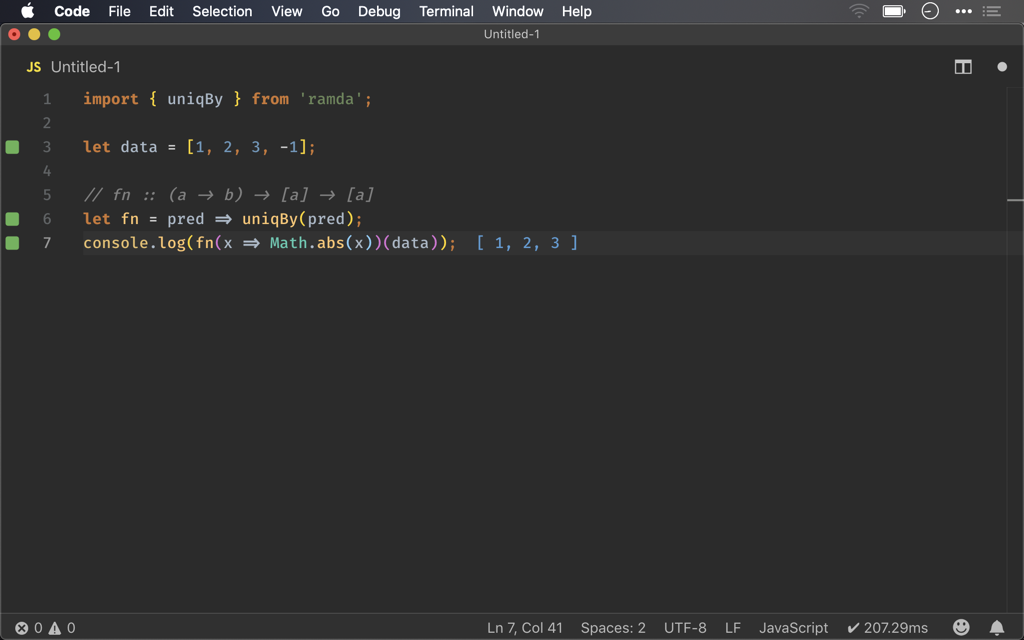 Code File Edit Selection View Go Debug Terminal Window Help
Untitled-1
JS Untitled-1
1 import { uniqBy } from 'ramda';
2
3 let data = [1, 2, 3, -1];
4
5 // fn :: (a → b) → [a] → [a]
6 let fn = pred ⇒ uniqBy(pred);
7 console.log(fn(x ⇒ Math.abs(x))(data)); [ 1, 2, 3 ]
0 0 Ln 7, Col 41 Spaces: 2 UTF-8 LF JavaScript ✔ 207.29ms